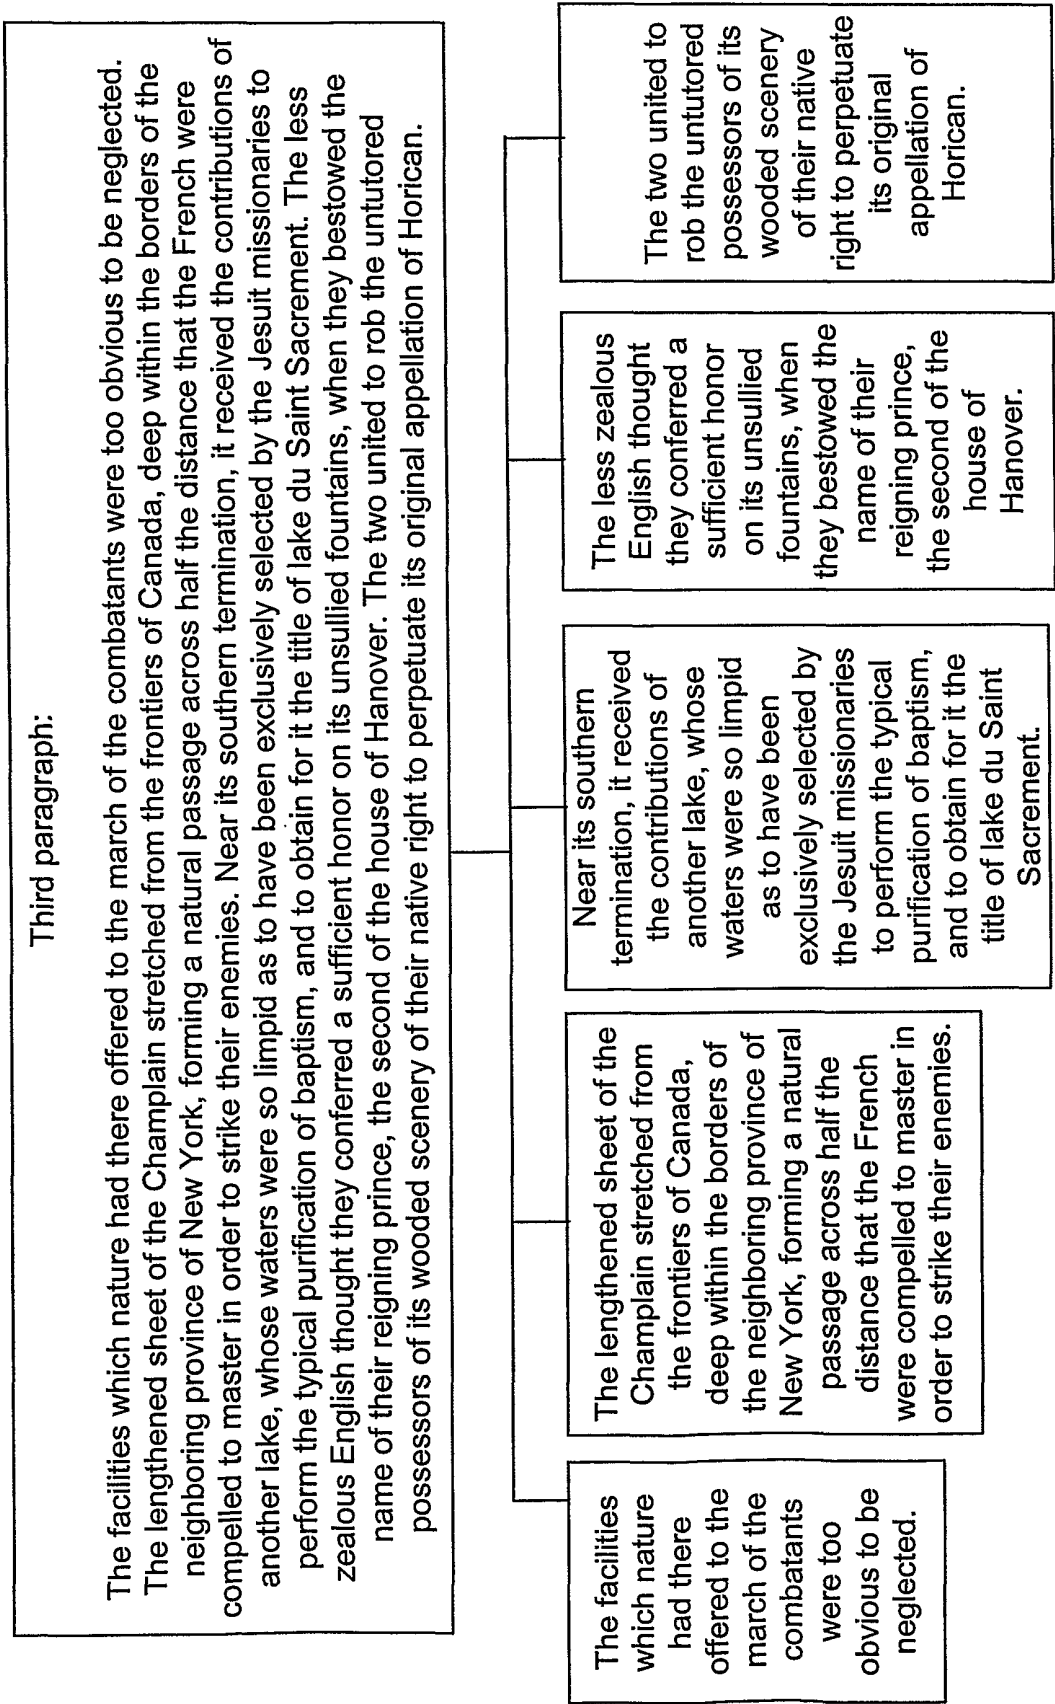 Third paragraph:
The facilities which nature had there offered to the march of the combatants were too obvious to be neglected.
The lengthened sheet of the Champlain stretched from the frontiers of Canada, deep within the borders of the
neighboring province of New York, forming a natural passage across half the distance that the French were
compelled to master in order to strike their enemies. Near its southern termination, it received the contributions of
another lake, whose waters were so limpid as to have been exclusively selected by the Jesuit missionaries to
perform the typical purification of baptism, and to obtain for it the title of lake du Saint Sacrement. The less
zealous English thought they conferred a sufficient honor on its unsullied fountains, when they bestowed the
name of their reigning prince, the second of the house of Hanover. The two united to rob the untutored
possessors of its wooded scenery of their native right to perpetuate its original appellation of Horican.
The facilities
which nature
had there
offered to the
march of the
combatants
were too
obvious to be
neglected.
The lengthened sheet of the
Champlain stretched from
the frontiers of Canada,
deep within the borders of
the neighboring province of
New York, forming a natural
passage across half the
distance that the French
were compelled to master in
order to strike their enemies.
Near its southern
termination, it received
the contributions of
another lake, whose
waters were so limpid
as to have been
exclusively selected by
the Jesuit missionaries
to perform the typical
purification of baptism,
and to obtain for it the
title of lake du Saint
Sacrement.
The less zealous
English thought
they conferred a
sufficient honor
on its unsullied
fountains, when
they bestowed the
name of their
reigning prince,
the second of the
house of
Hanover.
The two united to
rob the untutored
possessors of its
wooded scenery
of their native
right to perpetuate
its original
appellation of
Horican.